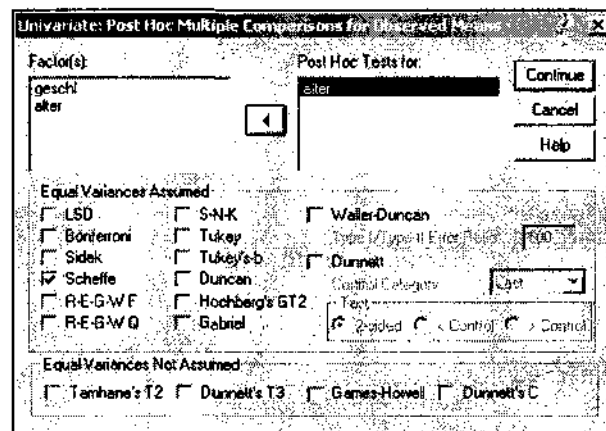 Univariate: Post Hoc Multiple Comparisons for Observed Means
Factor(s):
geschl
alter
Post Hoc Tests for:
alter
Continue
Cancel
Help
Equal Variances Assumed
LSD
Bonferroni
Sidak
Scheffe
R-E-G-W F
R-E-G-W Q
S-N-K
Tukey
Tukey's-b
Duncan
Hochberg's GT2
Gabriel
Waller-Duncan
Type I/Type II Error Ratio: 100
Dunnett
Control Category: Last
Test
2-sided < Control > Control
Equal Variances Not Assumed
Tamhane's T2 Dunnett's T3 Games-Howell Dunnett's C